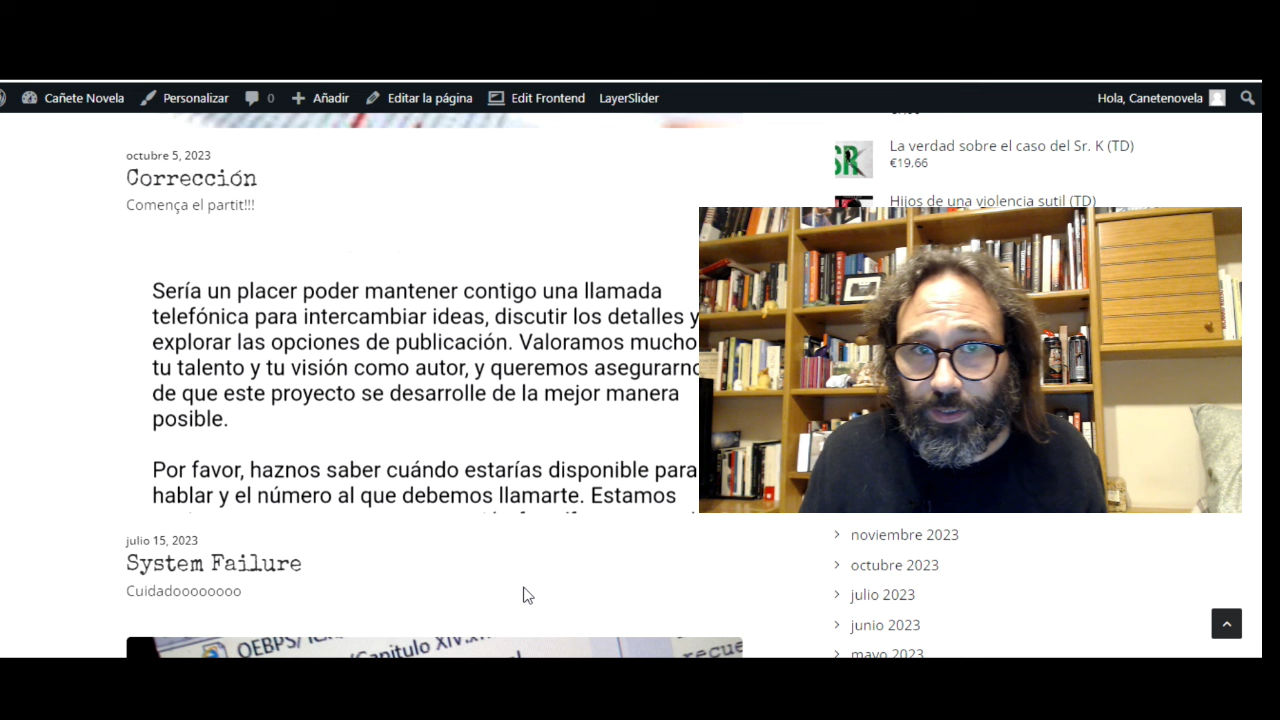 Cañete Novela Personalizar 0 Añadir Editar la página Edit Frontend LayerSlider Hola, Canetenovela
octubre 5, 2023
Corrección
Comença el partit!!!
Sería un placer poder mantener contigo una llamada
telefónica para intercambiar ideas, discutir los detalles y
explorar las opciones de publicación. Valoramos mucho
tu talento y tu visión como autor, y queremos
de que este proyecto se desarrolle de la mejor manera
posible.
Por favor, haznos saber cuándo estarías disponible para
hablar y el número al que debemos llamarte. Estamos
julio 15, 2023
System Failure
Cuidadoooooooo
OEBPS/
/Capitulo XIV.x
recue
La verdad sobre el caso del Sr. K (TD)
€19,66
SR
Hijos de una violencia sutil (TD)
noviembre 2023
octubre 2023
julio 2023
junio 2023
mayo 2023